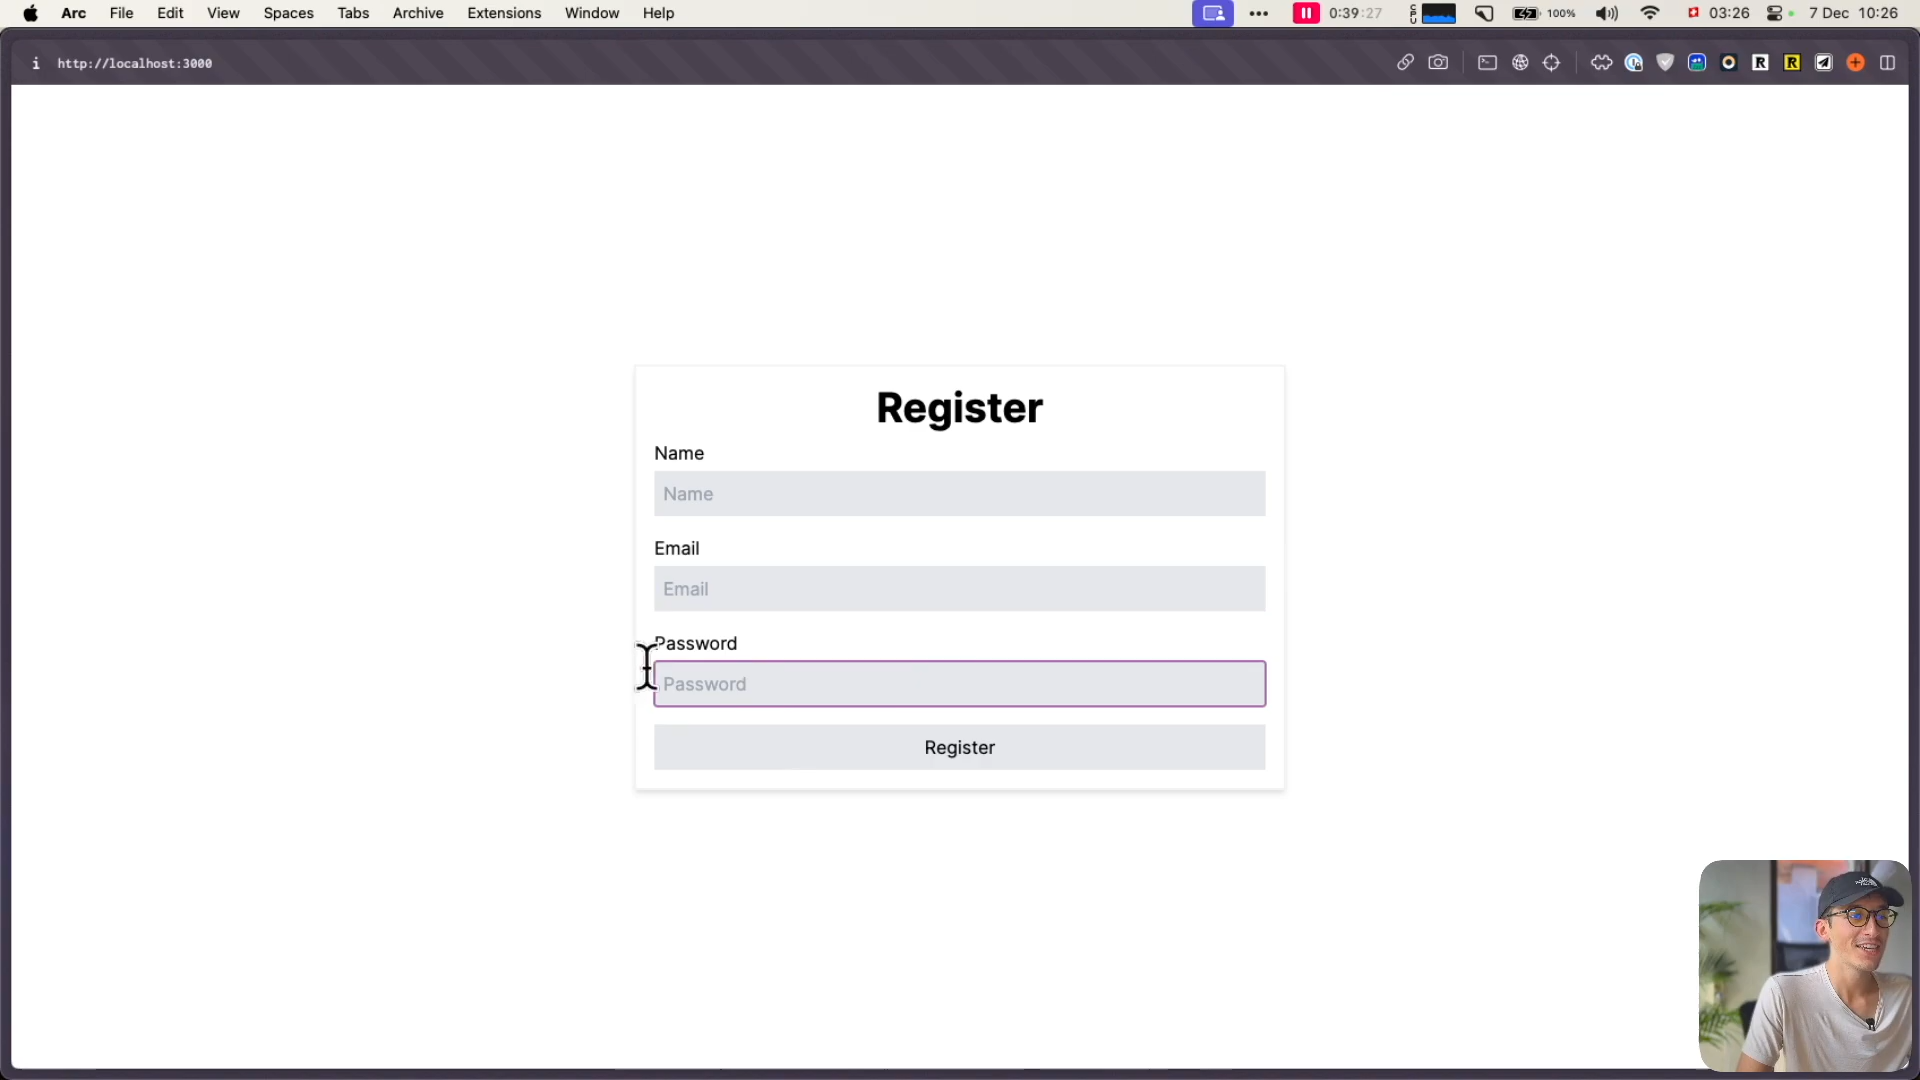 Arc File Edit View Spaces Tabs Archive Extensions Window Help
0:39:27 CPU 100% 03:26 7 Dec 10:26
http://localhost:3000
Register
Name
Name
Email
Email
Password
Password
Register